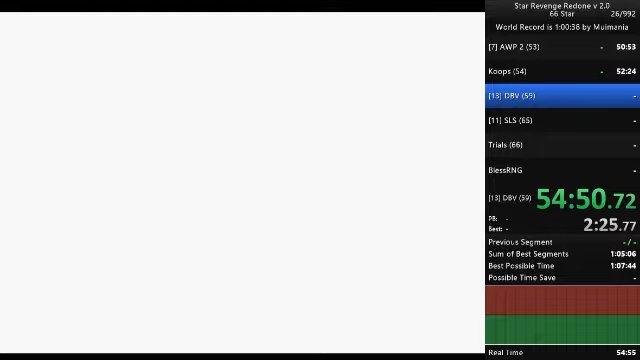 Star Revenge Redone v 2.0
66 Star 26/992
World Record is 1:00:38 by Muimania
[7] AWP 2 (53) - 50:53
Koops (54) - 52:24
[13] DBV (59) -
[11] SLS (65) -
Trials (66) -
BlessRNG -
[13] DBV (59) 54:50.72
PB: -
Best: - 2:25.77
Previous Segment - / -
Sum of Best Segments 1:05:06
Best Possible Time 1:07:44
Possible Time Save -
Real Time 54:55